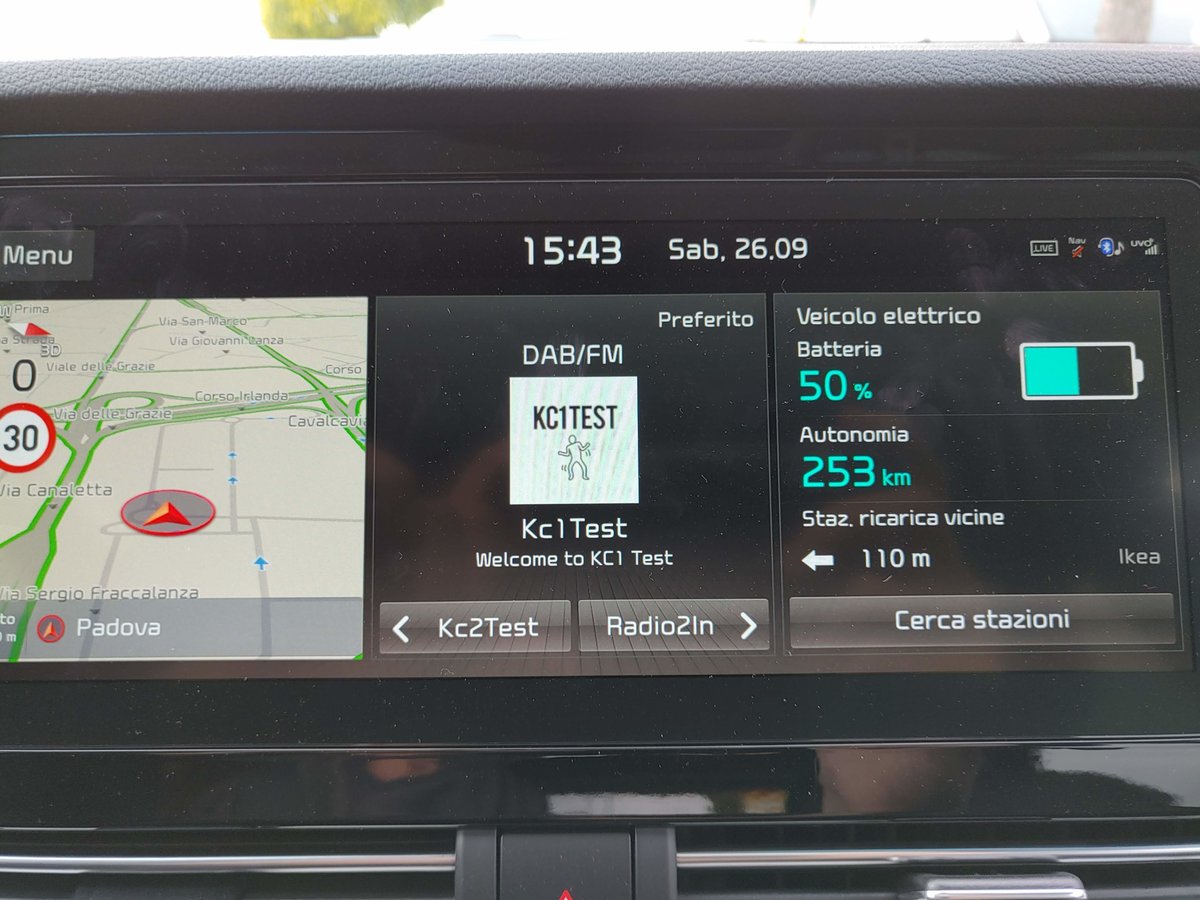 Menu
15:43
Sab, 26.09
LIVE
Nav
UVO
Prima
a Strada
3D
0
30
Via San Marco
Via Giovanni Lanza
Viale delle Grazie
Corso
Corso Irlanda
Via delle Grazie
Cavalcavia
Via Canaletta
Via Sergio Fraccalanza
Padova
Preferito
DAB/FM
KC1TEST
Kc1Test
Welcome to KC1 Test
Kc2Test
Radio2In
Veicolo elettrico
Batteria
50 %
Autonomia
253 km
Staz. ricarica vicine
110 m
Ikea
Cerca stazioni